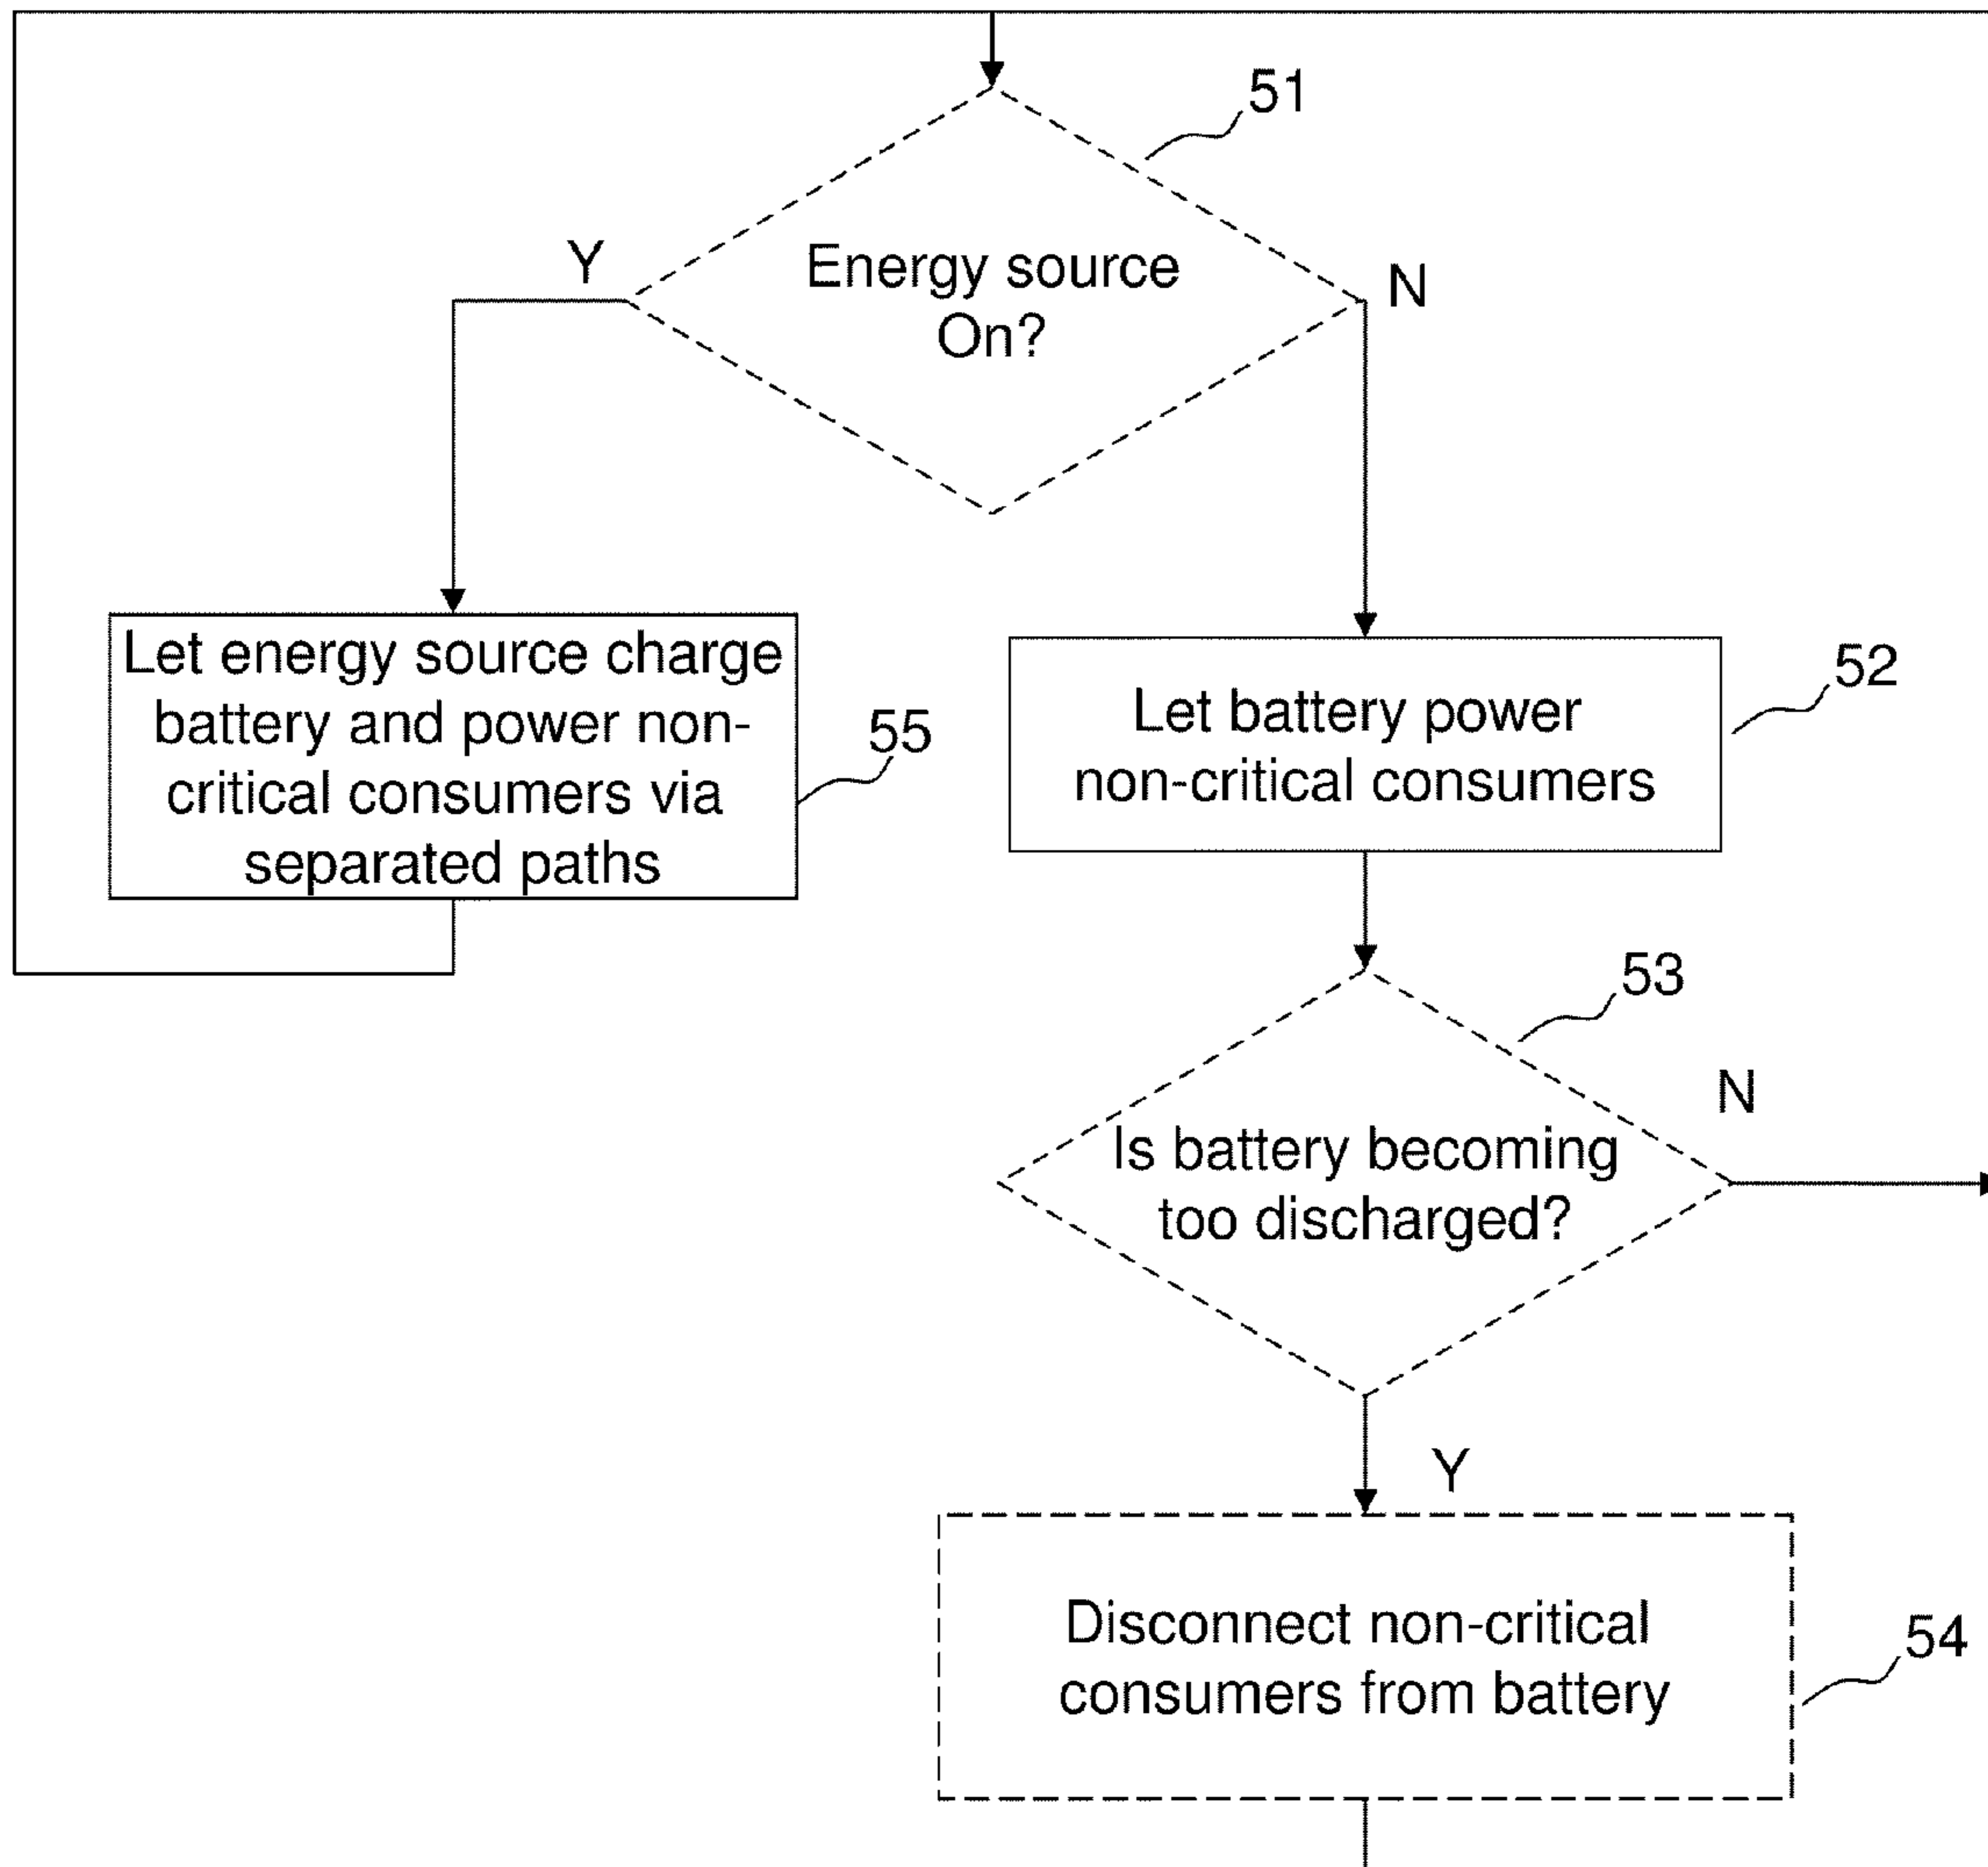 51
Y
Energy source
On?
N
Let energy source charge
battery and power non-
critical consumers via
separated paths
55
Let battery power
non-critical consumers
52
53
N
Is battery becoming
too discharged?
Y
Disconnect non-critical
consumers from battery
54